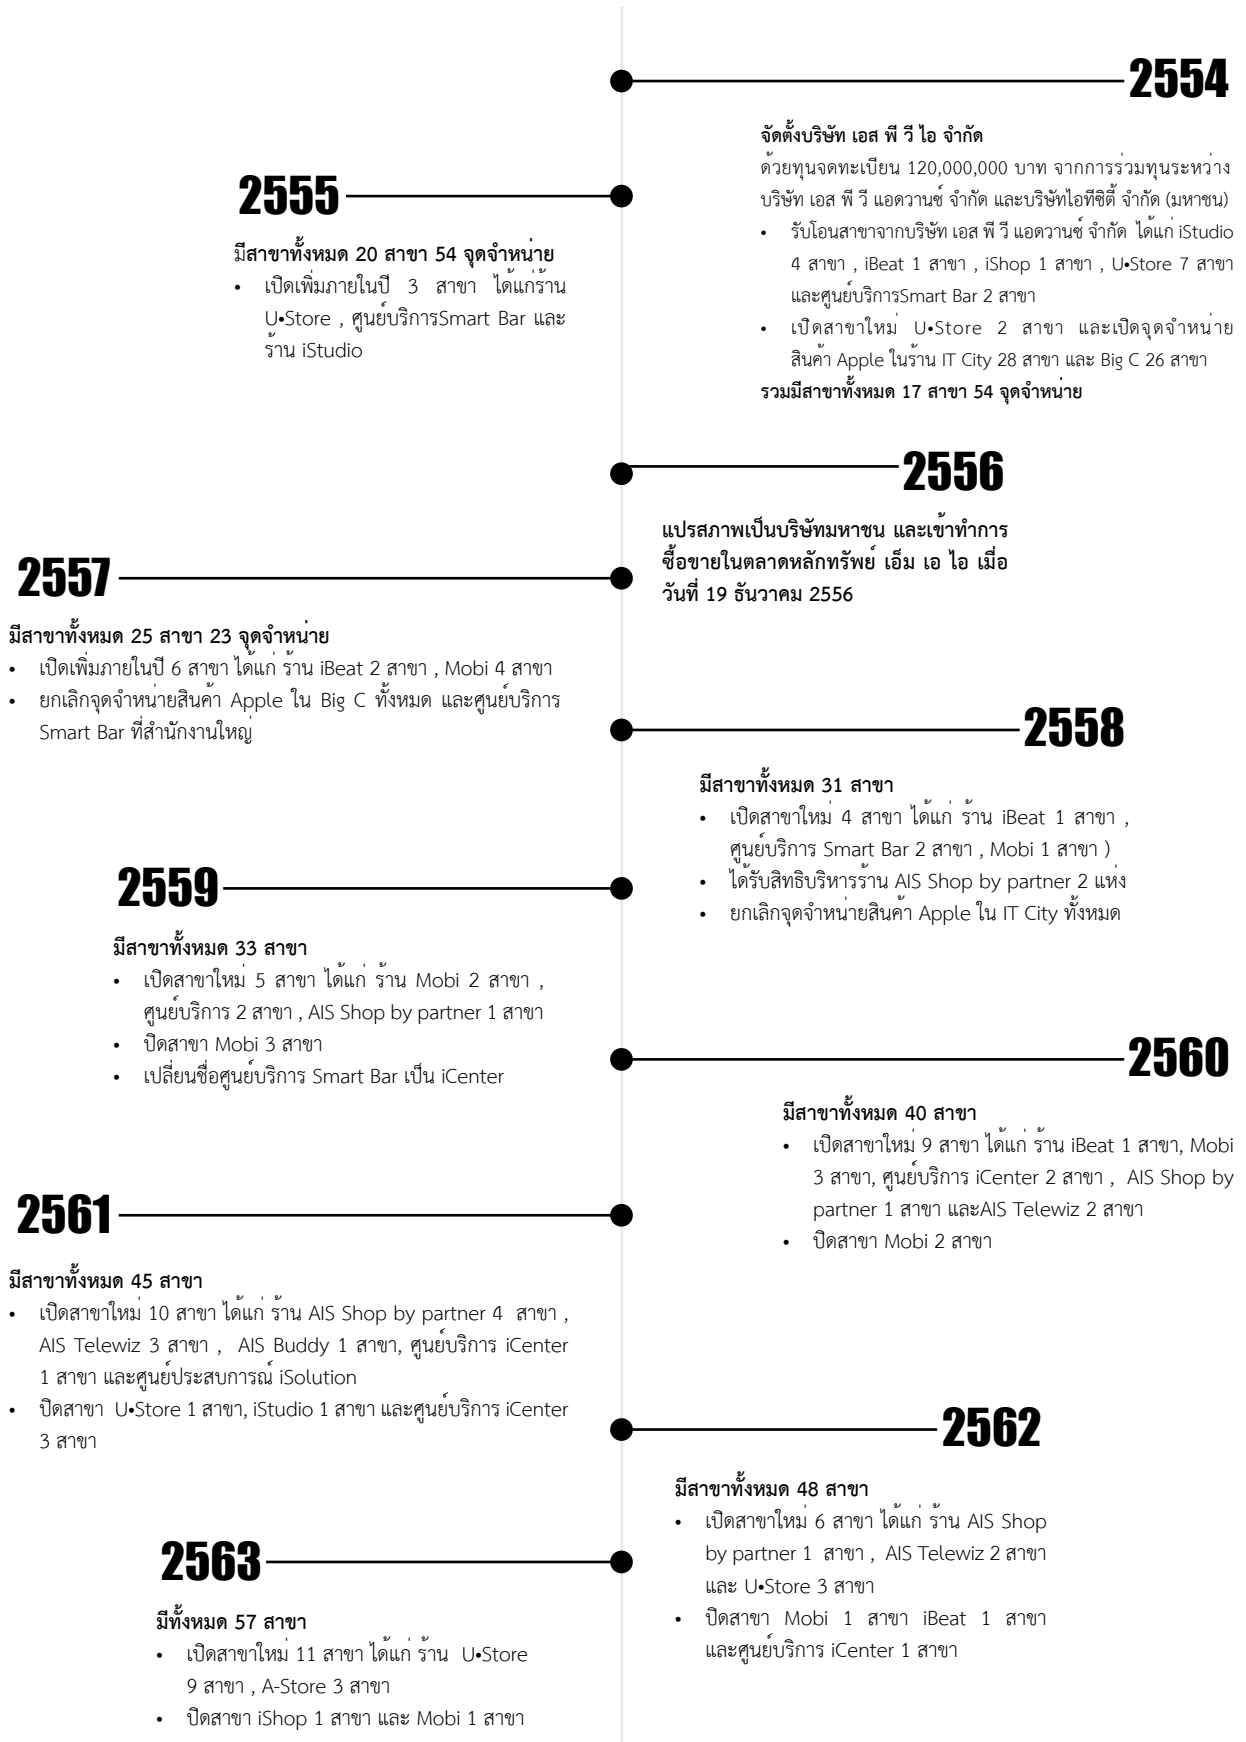 2554
จัดตั้งบริษัท เอส พี วี ไอ จำกัด
ด้วยทุนจดทะเบียน 120,000,000 บาท จากการร่วมทุนระหว่าง
บริษัท เอส พี วี แอดวานซ์ จำกัด และบริษัทไอทีซิตี้ จำกัด (มหาชน)
• รับโอนสาขาจากบริษัท เอส พี วี แอดวานซ์ จำกัด ได้แก่ iStudio
4 สาขา , iBeat 1 สาขา , iShop 1 สาขา , U•Store 7 สาขา
และศูนย์บริการSmart Bar 2 สาขา
• เปิดสาขาใหม่ U•Store 2 สาขา และเปิดจุดจำหน่าย
สินค้า Apple ในร้าน IT City 28 สาขา และ Big C 26 สาขา
รวมมีสาขาทั้งหมด 17 สาขา 54 จุดจำหน่าย
2555
มีสาขาทั้งหมด 20 สาขา 54 จุดจำหน่าย
• เปิดเพิ่มภายในปี 3 สาขา ได้แก่ร้าน
U•Store , ศูนย์บริการSmart Bar และ
ร้าน iStudio
2556
แปรสภาพเป็นบริษัทมหาชน และเข้าทำการ
ซื้อขายในตลาดหลักทรัพย์ เอ็ม เอ ไอ เมื่อ
วันที่ 19 ธันวาคม 2556
2557
มีสาขาทั้งหมด 25 สาขา 23 จุดจำหน่าย
• เปิดเพิ่มภายในปี 6 สาขา ได้แก่ ร้าน iBeat 2 สาขา , Mobi 4 สาขา
• ยกเลิกจุดจำหน่ายสินค้า Apple ใน Big C ทั้งหมด และศูนย์บริการ
Smart Bar ที่สำนักงานใหญ่
2558
มีสาขาทั้งหมด 31 สาขา
• เปิดสาขาใหม่ 4 สาขา ได้แก่ ร้าน iBeat 1 สาขา ,
ศูนย์บริการ Smart Bar 2 สาขา , Mobi 1 สาขา )
• ได้รับสิทธิบริหารร้าน AIS Shop by partner 2 แห่ง
• ยกเลิกจุดจำหน่ายสินค้า Apple ใน IT City ทั้งหมด
2559
มีสาขาทั้งหมด 33 สาขา
• เปิดสาขาใหม่ 5 สาขา ได้แก่ ร้าน Mobi 2 สาขา ,
ศูนย์บริการ 2 สาขา , AIS Shop by partner 1 สาขา
• ปิดสาขา Mobi 3 สาขา
• เปลี่ยนชื่อศูนย์บริการ Smart Bar เป็น iCenter
2560
มีสาขาทั้งหมด 40 สาขา
• เปิดสาขาใหม่ 9 สาขา ได้แก่ ร้าน iBeat 1 สาขา, Mobi
3 สาขา, ศูนย์บริการ iCenter 2 สาขา , AIS Shop by
partner 1 สาขา และAIS Telewiz 2 สาขา
• ปิดสาขา Mobi 2 สาขา
2561
มีสาขาทั้งหมด 45 สาขา
• เปิดสาขาใหม่ 10 สาขา ได้แก่ ร้าน AIS Shop by partner 4 สาขา ,
AIS Telewiz 3 สาขา , AIS Buddy 1 สาขา, ศูนย์บริการ iCenter
1 สาขา และศูนย์ประสบการณ์ iSolution
• ปิดสาขา U•Store 1 สาขา, iStudio 1 สาขา และศูนย์บริการ iCenter
3 สาขา
2562
มีสาขาทั้งหมด 48 สาขา
• เปิดสาขาใหม่ 6 สาขา ได้แก่ ร้าน AIS Shop
by partner 1 สาขา , AIS Telewiz 2 สาขา
และ U•Store 3 สาขา
• ปิดสาขา Mobi 1 สาขา iBeat 1 สาขา
และศูนย์บริการ iCenter 1 สาขา
2563
มีทั้งหมด 57 สาขา
• เปิดสาขาใหม่ 11 สาขา ได้แก่ ร้าน U•Store
9 สาขา , A-Store 3 สาขา
• ปิดสาขา iShop 1 สาขา และ Mobi 1 สาขา